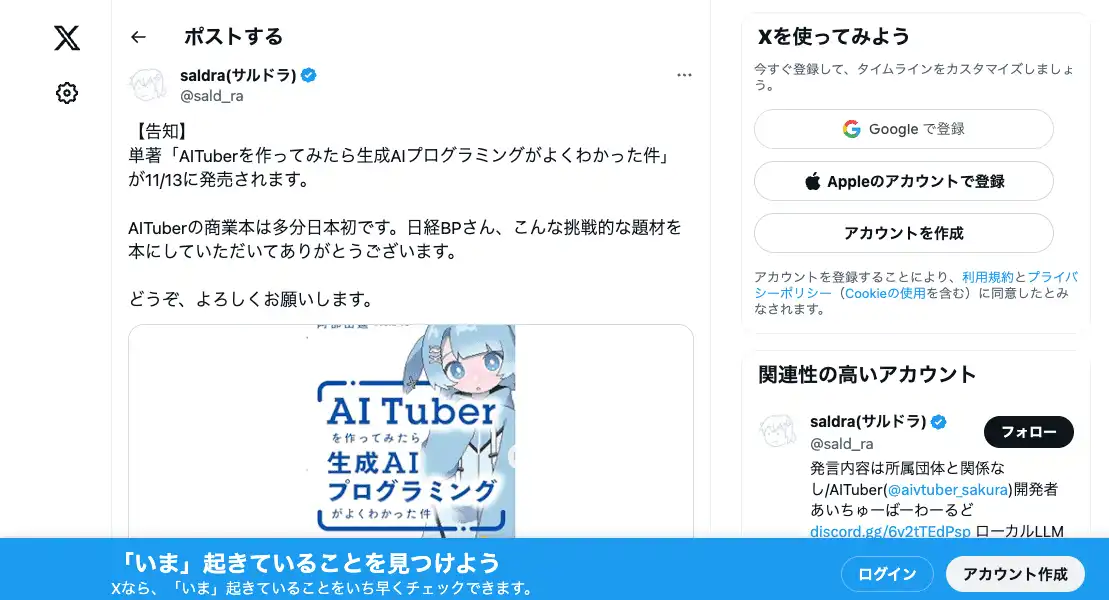 ポストする
saldra(サルドラ)
@sald_ra
【告知】
単著「AITuberを作ってみたら生成AIプログラミングがよくわかった件」
が11/13に発売されます。
AITuberの商業本は多分日本初です。日経BPさん、こんな挑戦的な題材を
本にしていただいてありがとうございます。
どうぞ、よろしくお願いします。
AI Tuber
を作ってみたら
生成AI
プログラミング
がよくわかった件
Xを使ってみよう
今すぐ登録して、タイムラインをカスタマイズしましょ
う。
Google で登録
Appleのアカウントで登録
アカウントを作成
アカウントを登録することにより、利用規約とプライバ
シーポリシー（Cookieの使用を含む）に同意したとみ
なされます。
関連性の高いアカウント
saldra(サルドラ)
@sald_ra
フォロー
発言内容は所属団体と関係な
し/AITuber(@aivtuber_sakura)開発者
あいちゅーばーわーるど
discord.gg/6v2tTEdPsp ローカルLLM
「いま」起きていることを見つけよう
Xなら、「いま」起きていることをいち早くチェックできます。
ログイン
アカウント作成